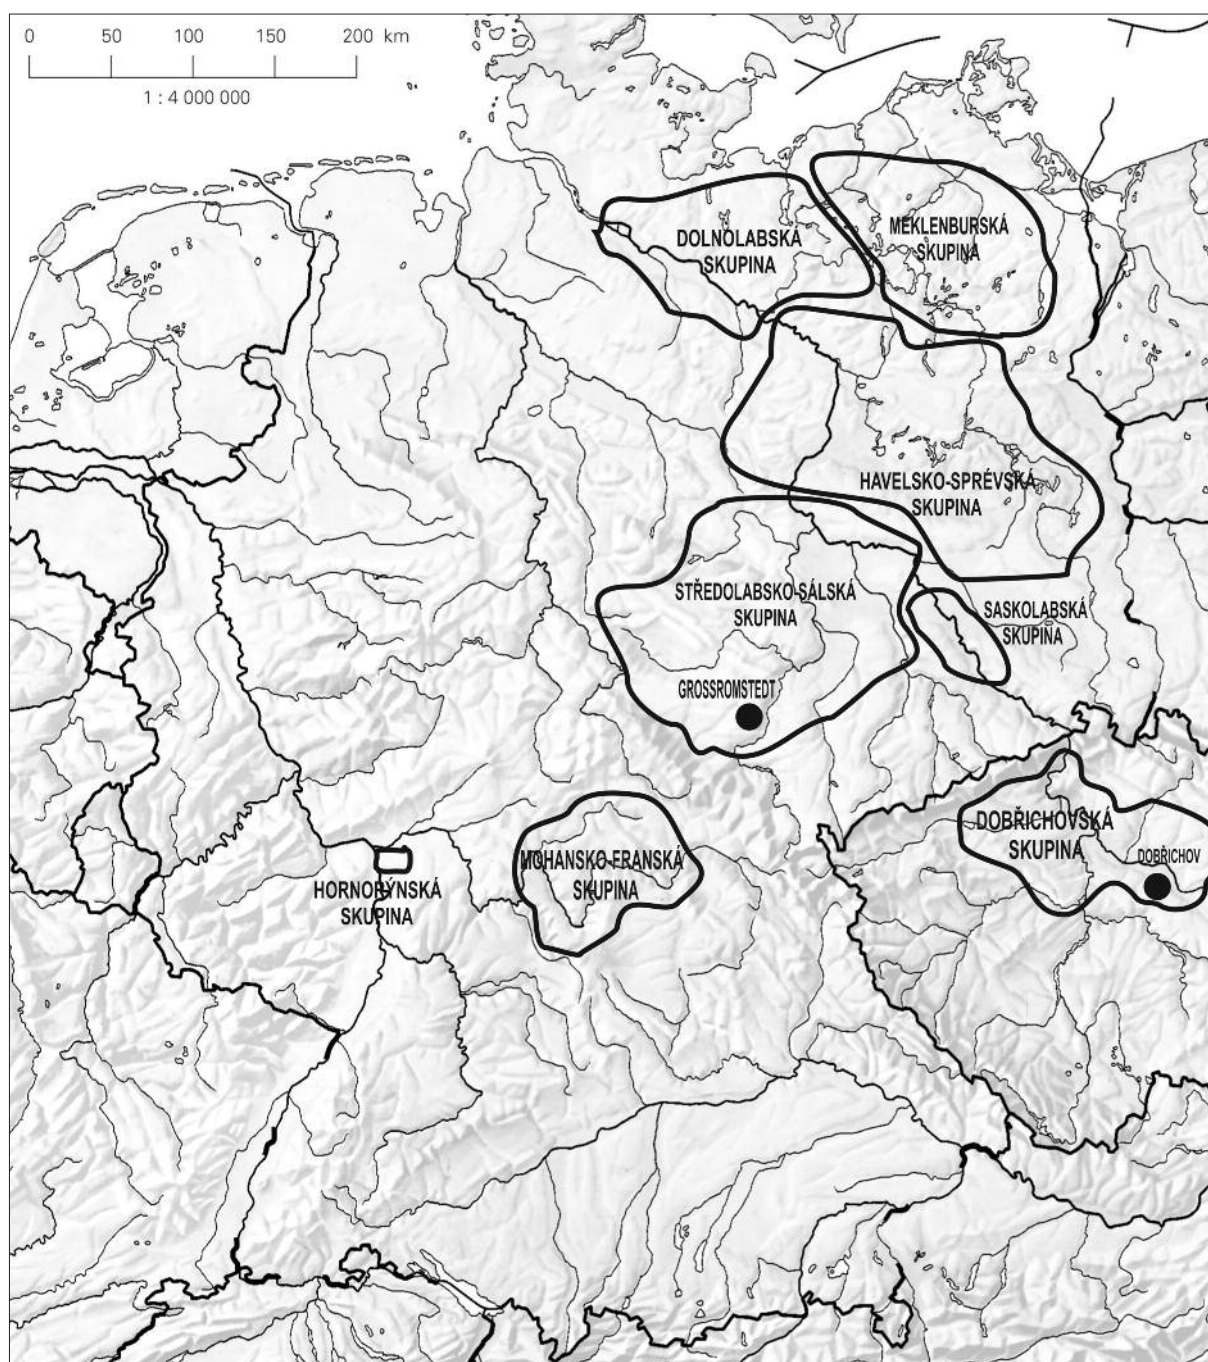 0 50 100 150 200 km
1 : 4 000 000
DOLNOLABSKÁ
SKUPINA
MEKLENBURSKÁ
SKUPINA
HAVELSKO-SPRÉVSKÁ
SKUPINA
STŘEDOLABSKO-SÁLSKÁ
SKUPINA
SASKOLABSKÁ
SKUPINA
GROSSROMSTEDT
DOBŘICHOVSKÁ
SKUPINA
DOBŘICHOV
MOHANSKO-FRANSKÁ
SKUPINA
HORNORÝNSKÁ
SKUPINA